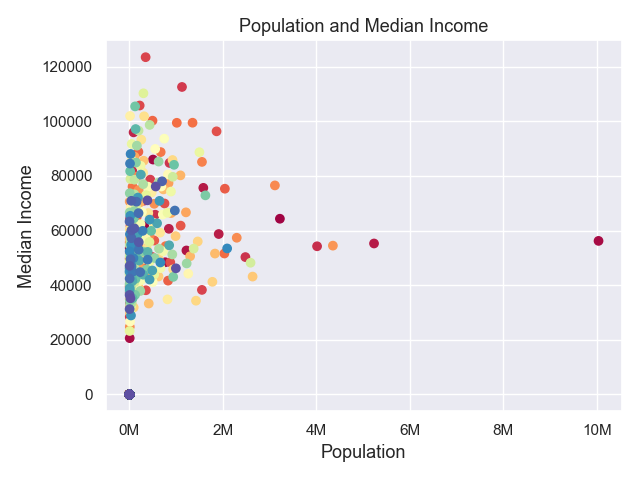 Population and Median Income
Median Income
120000
100000
80000
60000
40000
20000
0
0M 2M 4M 6M 8M 10M
Population